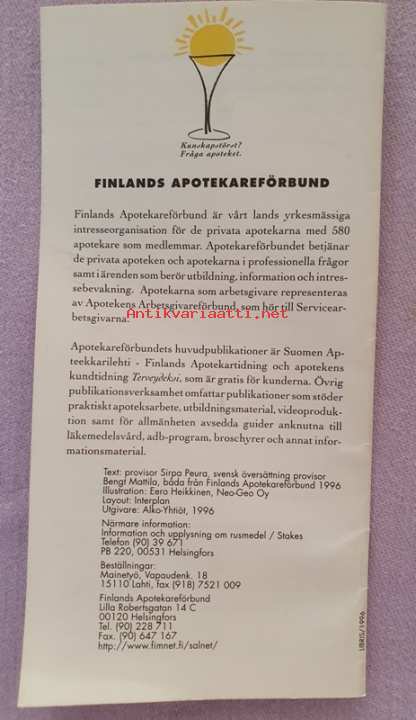 Kunskapstörst?
Fråga apoteket.
FINLANDS APOTEKAREFÖRBUND
Finlands Apotekareförbund är vårt lands yrkesmässiga
intresseorganisation för de privata apotekarna med 580
apotekare som medlemmar. Apotekareförbundet betjänar
de privata apoteken och apotekarna i professionella frågor
samt i ärenden som berör utbildning, information och intres-
sebevakning. Apotekarna som arbetsgivare representeras
av Apotekens Arbetsgivareförbund, som hör till Servicear-
betsgivarna.
Antikvariaatti.net
Apotekareförbundets huvudpublikationer är Suomen Ap-
teekkarilehti - Finlands Apotekartidning och apotekens
kundtidning Terveydeksi, som är gratis för kunderna. Övrig
publikationsverksamhet omfattar publikationer som stöder
praktiskt apoteksarbete, utbildningsmaterial, videoproduk-
tion samt för allmänheten avsedda guider anknutna till
läkemedelsvård, adb-program, broschyrer och annat infor-
mationsmaterial.
Text: provisor Sirpa Peura, svensk översättning provisor
Bengt Mattila, båda från Finlands Apotekareförbund 1996
Illustration: Eero Heikkinen, Neo-Geo Oy
Layout: Interplan
Utgivare: Alko-Yhtiöt, 1996
Närmare information:
Information och upplysning om rusmedel / Stakes
Telefon (90) 39 671
PB 220, 00531 Helsingfors
Beställningar:
Mainetyö, Vapaudenk. 18
15110 Lahti, fax (918) 7521 009
Finlands Apotekareförbund
Lilla Robertsgatan 14 C
00120 Helsingfors
Tel. (90) 228 711
Fax. (90) 647 167
http://www.fimnet.fi/salnet/
LIBRIS/1996